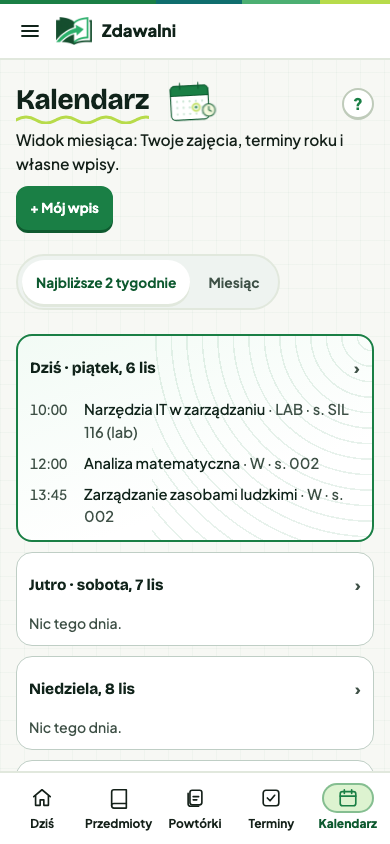 Zdawalni
Kalendarz
?
Widok miesiąca: Twoje zajęcia, terminy roku i
własne wpisy.
+ Mój wpis
Najbliższe 2 tygodnie
Miesiąc
Dziś · piątek, 6 lis ›
10:00 Narzędzia IT w zarządzaniu · LAB · s. SIL
116 (lab)
12:00 Analiza matematyczna · W · s. 002
13:45 Zarządzanie zasobami ludzkimi · W · s.
002
Jutro · sobota, 7 lis ›
Nic tego dnia.
Niedziela, 8 lis ›
Nic tego dnia.
Dziś
Przedmioty
Powtórki
Terminy
Kalendarz